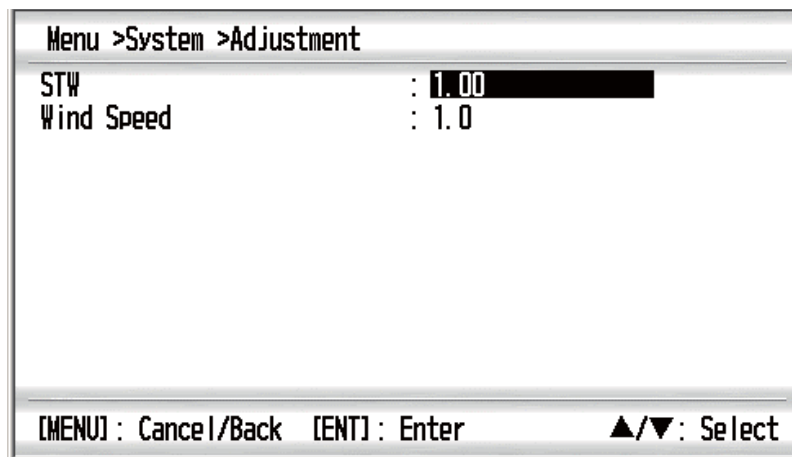 Menu >System >Adjustment
STW : 1.00
Wind Speed : 1.0
[MENU] : Cancel/Back [ENT] : Enter ▲/▼: Select